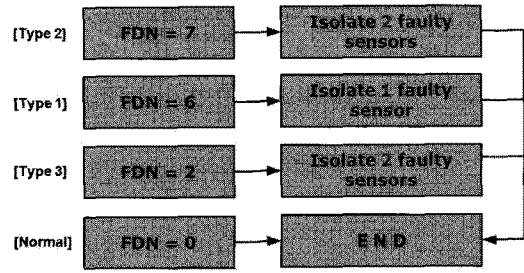 [Type 2] FDN = 7 Isolate 2 faulty
sensors
[Type 1] FDN = 6 Isolate 1 faulty
sensor
[Type 3] FDN = 2 Isolate 2 faulty
sensors
[Normal] FDN = 0 E N D